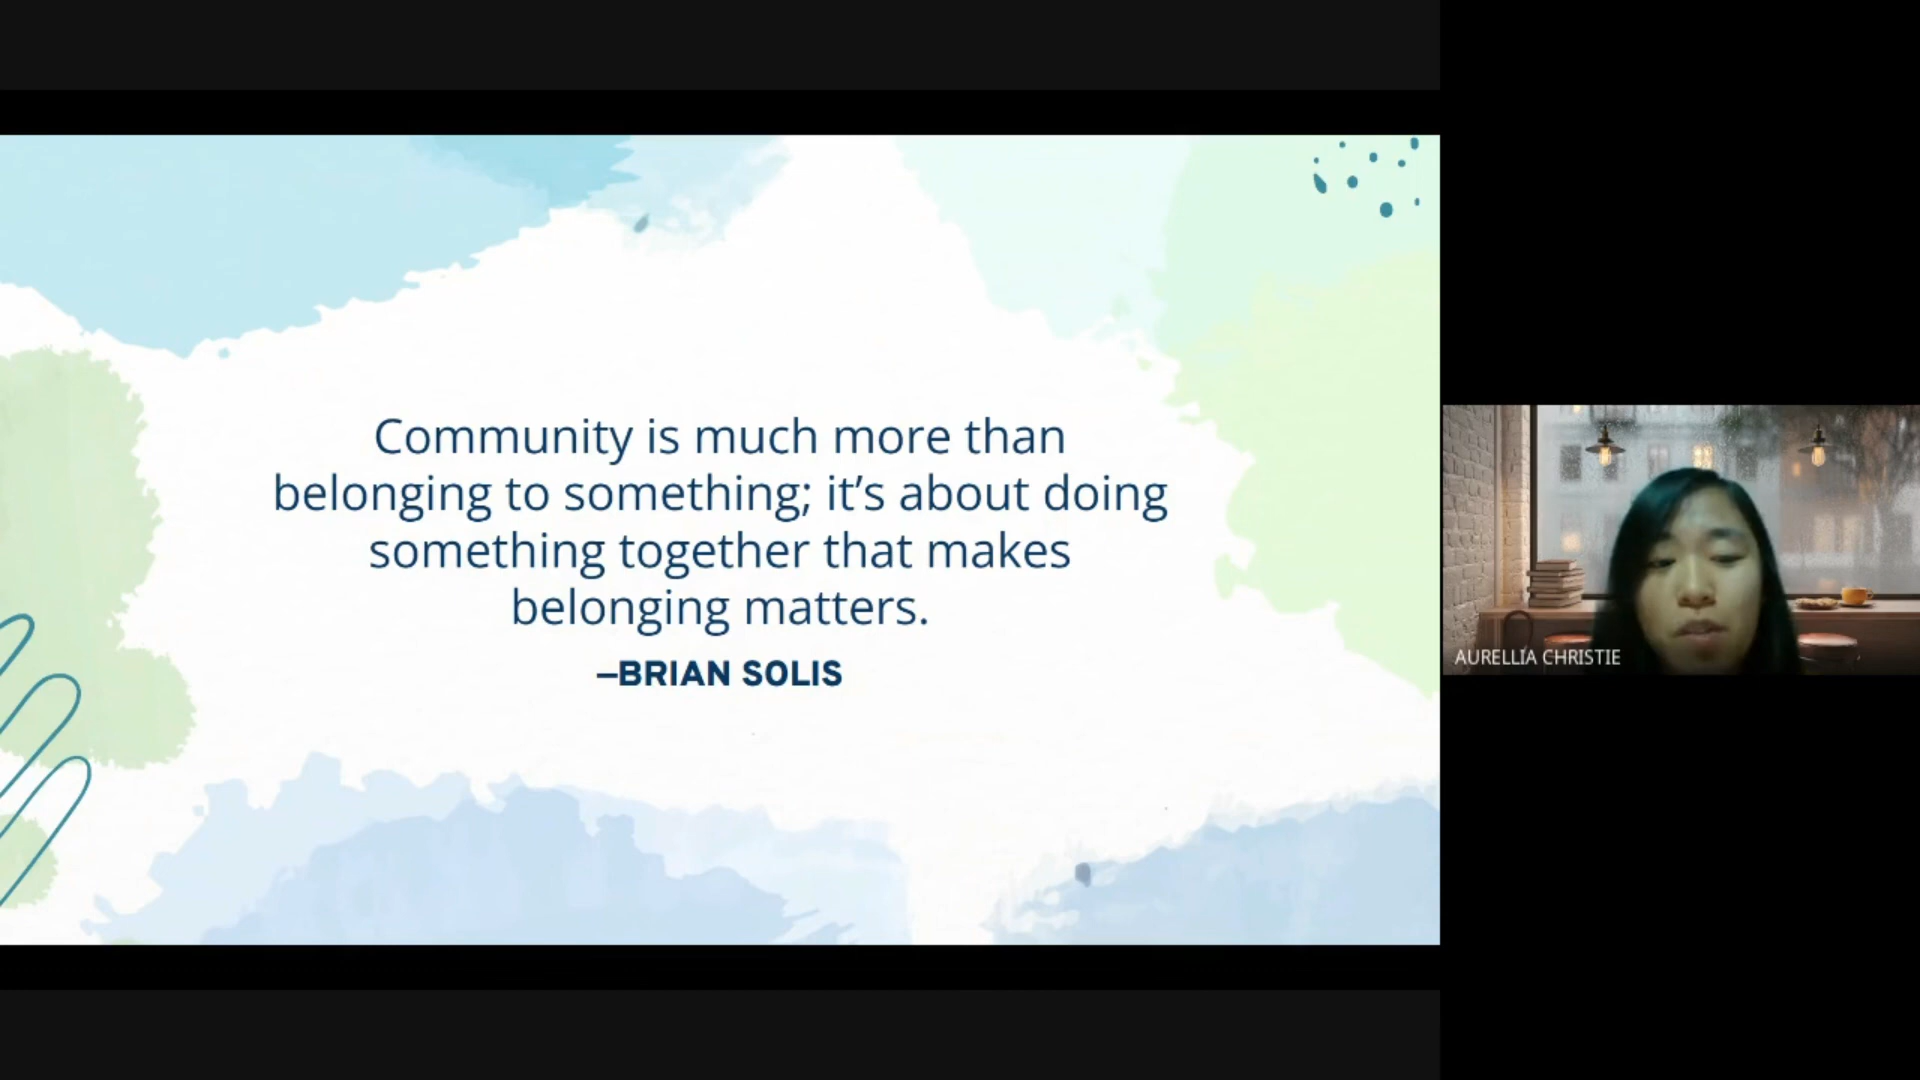 Community is much more than
belonging to something; it’s about doing
something together that makes
belonging matters.
–BRIAN SOLIS
AURELLIA CHRISTIE